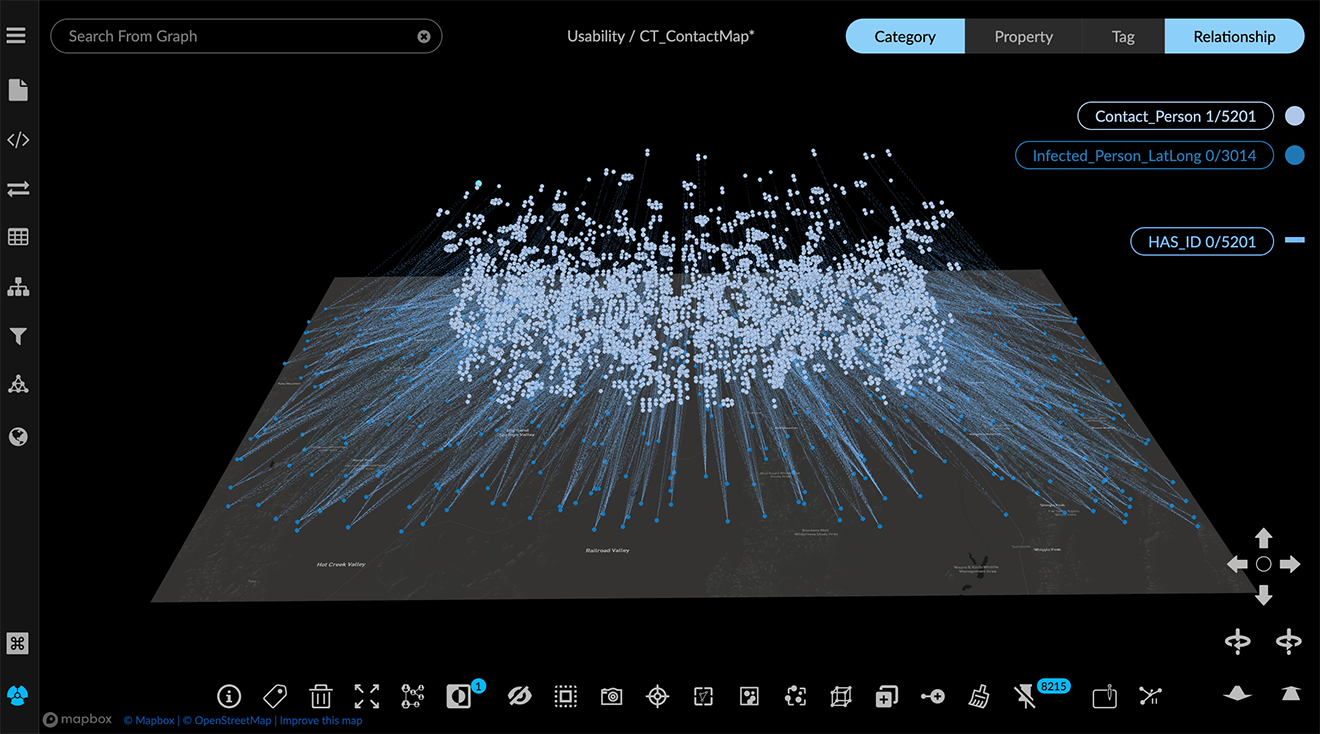 Search From Graph
Usability / CT_ContactMap*
Category
Property
Tag
Relationship
Contact_Person 1/5201
Infected_Person_LatLong 0/3014
HAS_ID 0/5201
Railroad Valley
Hot Creek Valley
1
8215
mapbox
© Mapbox | © OpenStreetMap | Improve this map